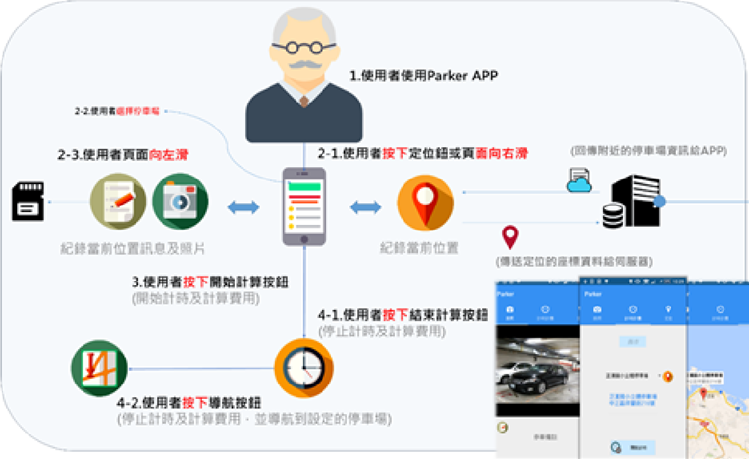 1.使用者使用Parker APP
2-2.使用者選擇停車場
2-3.使用者頁面向左滑
2-1.使用者按下定位鈕或頁面向右滑
(回傳附近的停車場資訊給APP)
紀錄當前位置訊息及照片
紀錄當前位置
(傳送定位的座標資料給伺服器)
3.使用者按下開始計算按鈕
(開始計時及計算費用)
4-1.使用者按下結束計算按鈕
(停止計時及計算費用)
4-2.使用者按下導航按鈕
(停止計時及計算費用，並導航到設定的停車場)
Parker
Parker
停車備註